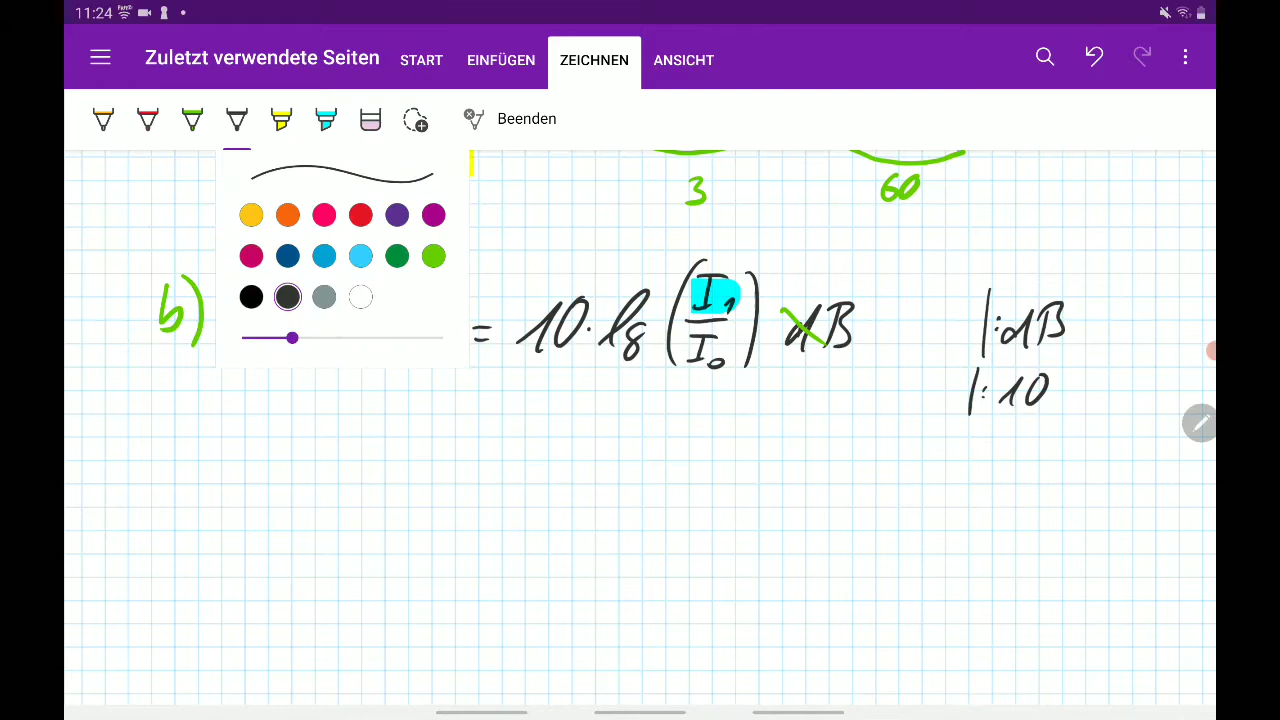 11:24
Zuletzt verwendete Seiten START EINFÜGEN ZEICHNEN ANSICHT
Beenden
3 60
b) = 10·lg (I₁/I₀) dB |:dB
|:10